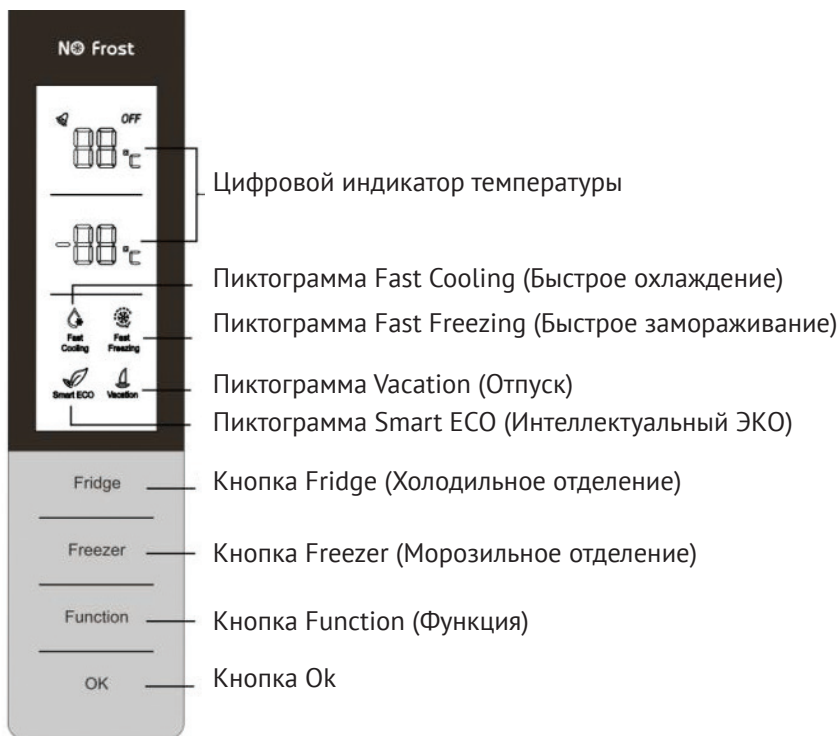 NO Frost
OFF
88 °C
Цифровой индикатор температуры
-88 °C
Пиктограмма Fast Cooling (Быстрое охлаждение)
Fast Cooling
Fast Freezing
Пиктограмма Fast Freezing (Быстрое замораживание)
Smart ECO
Vacation
Пиктограмма Vacation (Отпуск)
Пиктограмма Smart ECO (Интеллектуальный ЭКО)
Fridge
Кнопка Fridge (Холодильное отделение)
Freezer
Кнопка Freezer (Морозильное отделение)
Function
Кнопка Function (Функция)
OK
Кнопка Ok